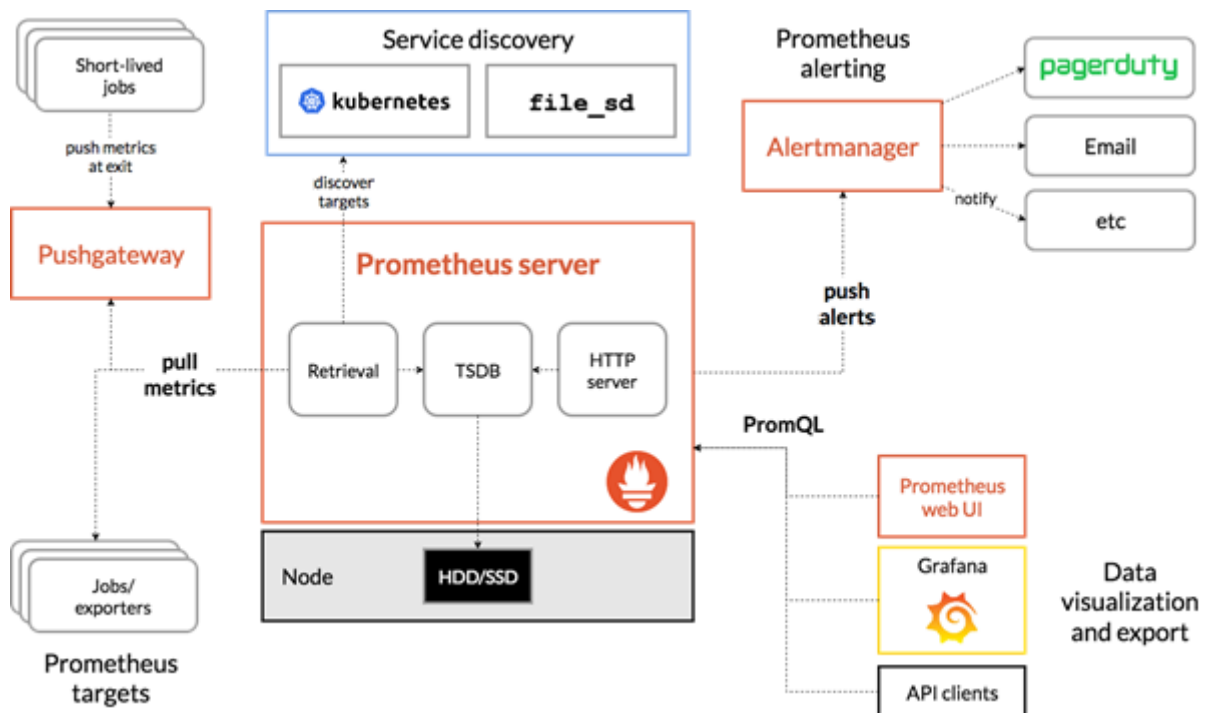 Short-lived
jobs
push metrics
at exit
Pushgateway
pull
metrics
Jobs/
exporters
Prometheus
targets
Service discovery
kubernetes
file_sd
discover
targets
Prometheus server
Retrieval
TSDB
HTTP
server
Node
HDD/SSD
Prometheus
alerting
Alertmanager
pagerduty
Email
notify
etc
push
alerts
PromQL
Prometheus
web UI
Grafana
API clients
Data
visualization
and export